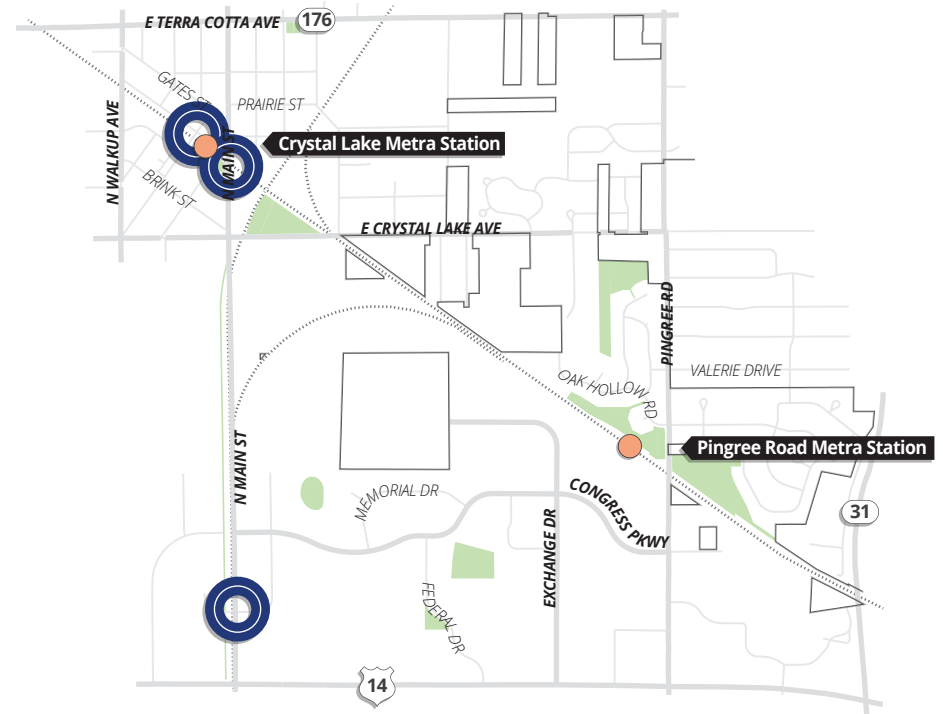 E TERRA COTTA AVE
176
GATES ST
PRAIRIE ST
N WALKUP AVE
N MAIN ST
Crystal Lake Metra Station
BRINK ST
E CRYSTAL LAKE AVE
PINGREE RD
VALERIE DRIVE
OAK HOLLOW RD
Pingree Road Metra Station
N MAIN ST
MEMORIAL DR
CONGRESS PKWY
31
EXCHANGE DR
FEDERAL DR
14